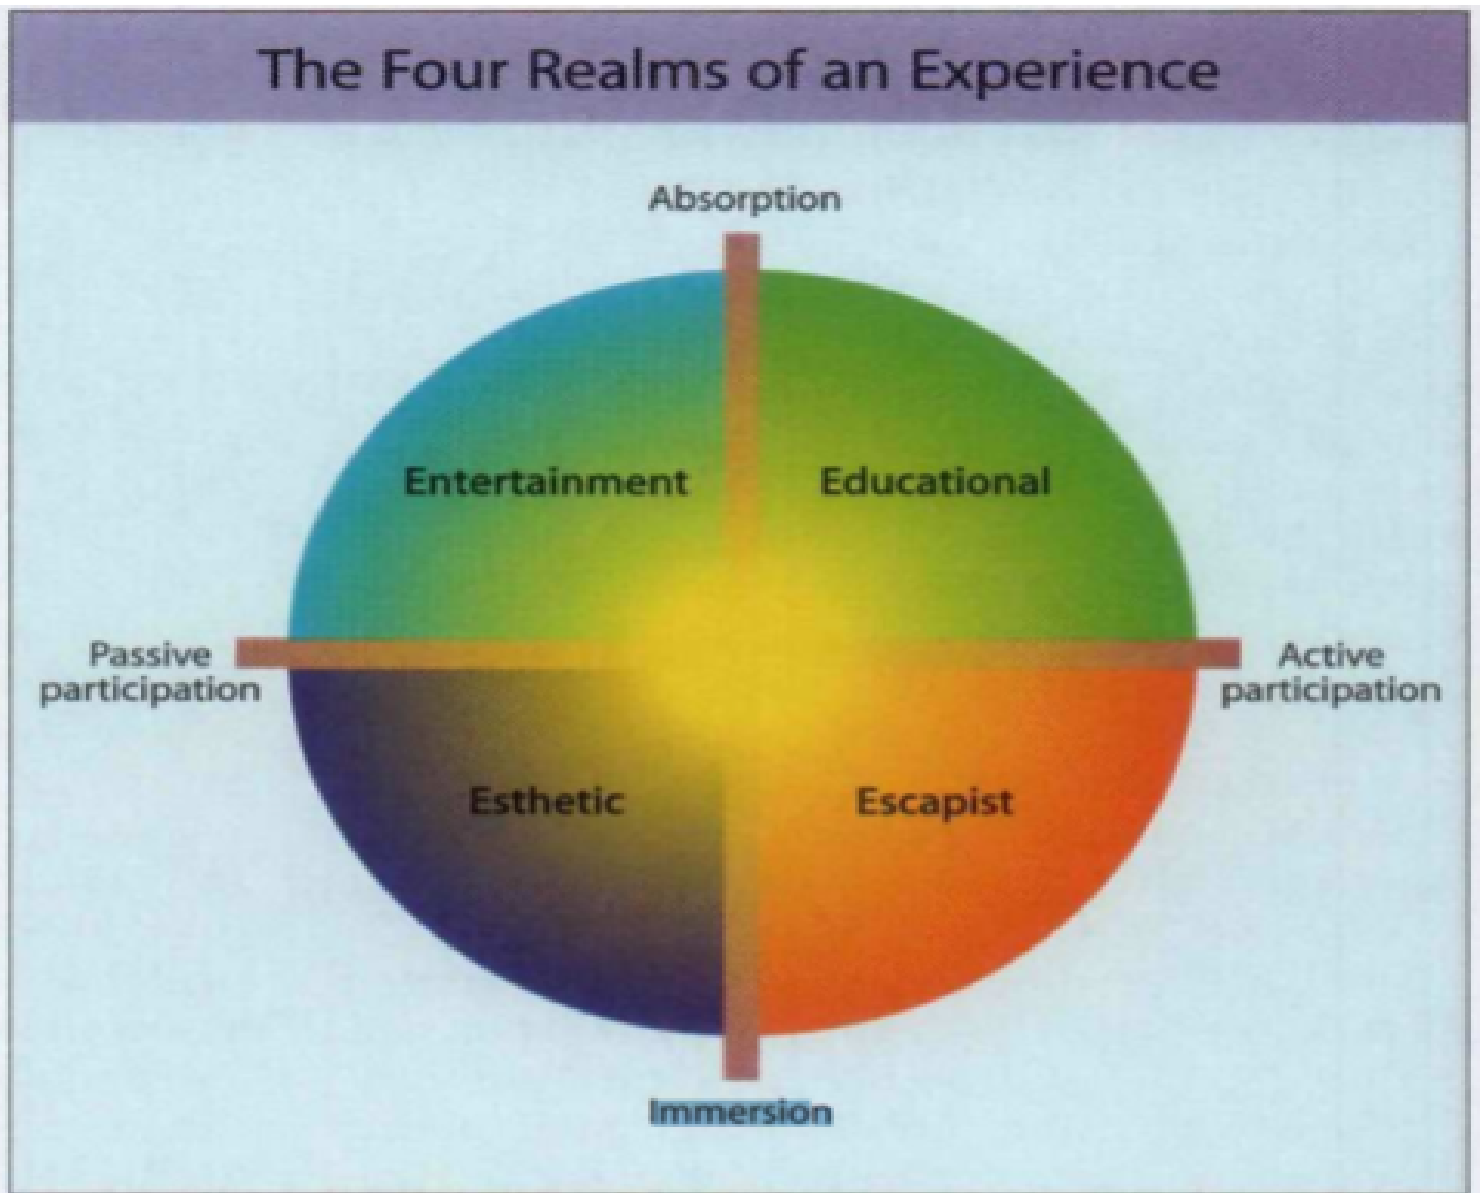 The Four Realms of an Experience
Absorption
Entertainment
Educational
Passive
participation
Active
participation
Esthetic
Escapist
Immersion